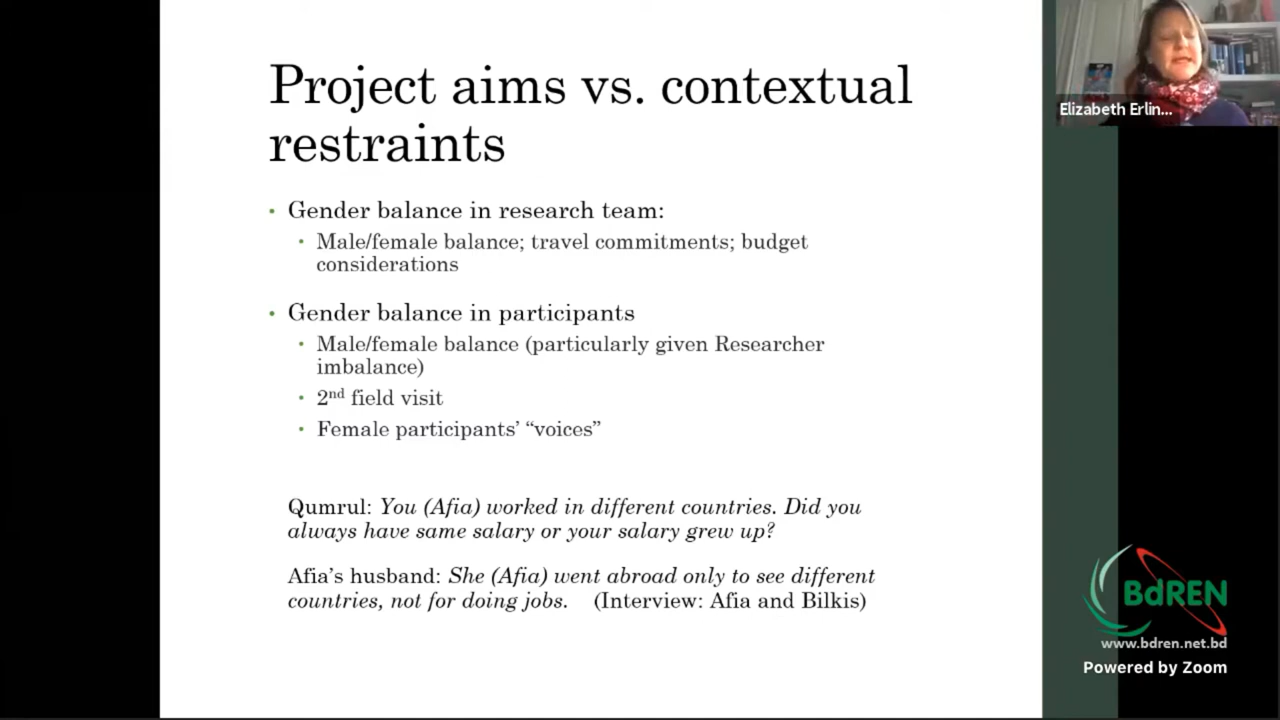 Project aims vs. contextual
restraints
• Gender balance in research team:
• Male/female balance; travel commitments; budget
considerations
• Gender balance in participants
• Male/female balance (particularly given Researcher
imbalance)
• 2nd field visit
• Female participants’ “voices”
Qumrul: You (Afia) worked in different countries. Did you
always have same salary or your salary grew up?
Afia’s husband: She (Afia) went abroad only to see different
countries, not for doing jobs. (Interview: Afia and Bilkis)
Elizabeth Erlin...
BdREN
www.bdren.net.bd
Powered by Zoom